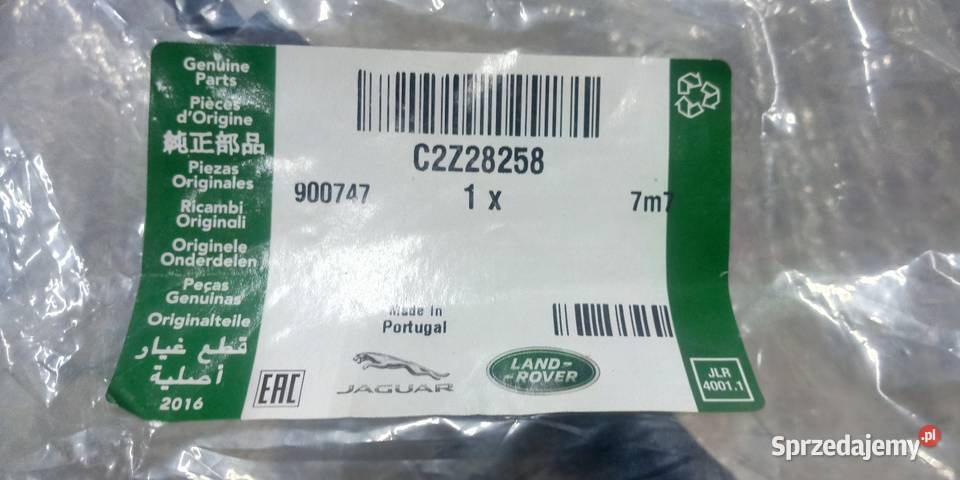 Genuine
Parts
Pièces
d'Origine
純正部品
Piezas
Originales
Ricambi
Originali
Originele
Onderdelen
Peças
Genuinas
Originalteile
قطع غيار
أصلية
2016
C2Z28258
900747 1 x 7m7
Made in
Portugal
EAC
JAGUAR
LAND-
-ROVER
JLR
4001.1
Sprzedajemy.pl